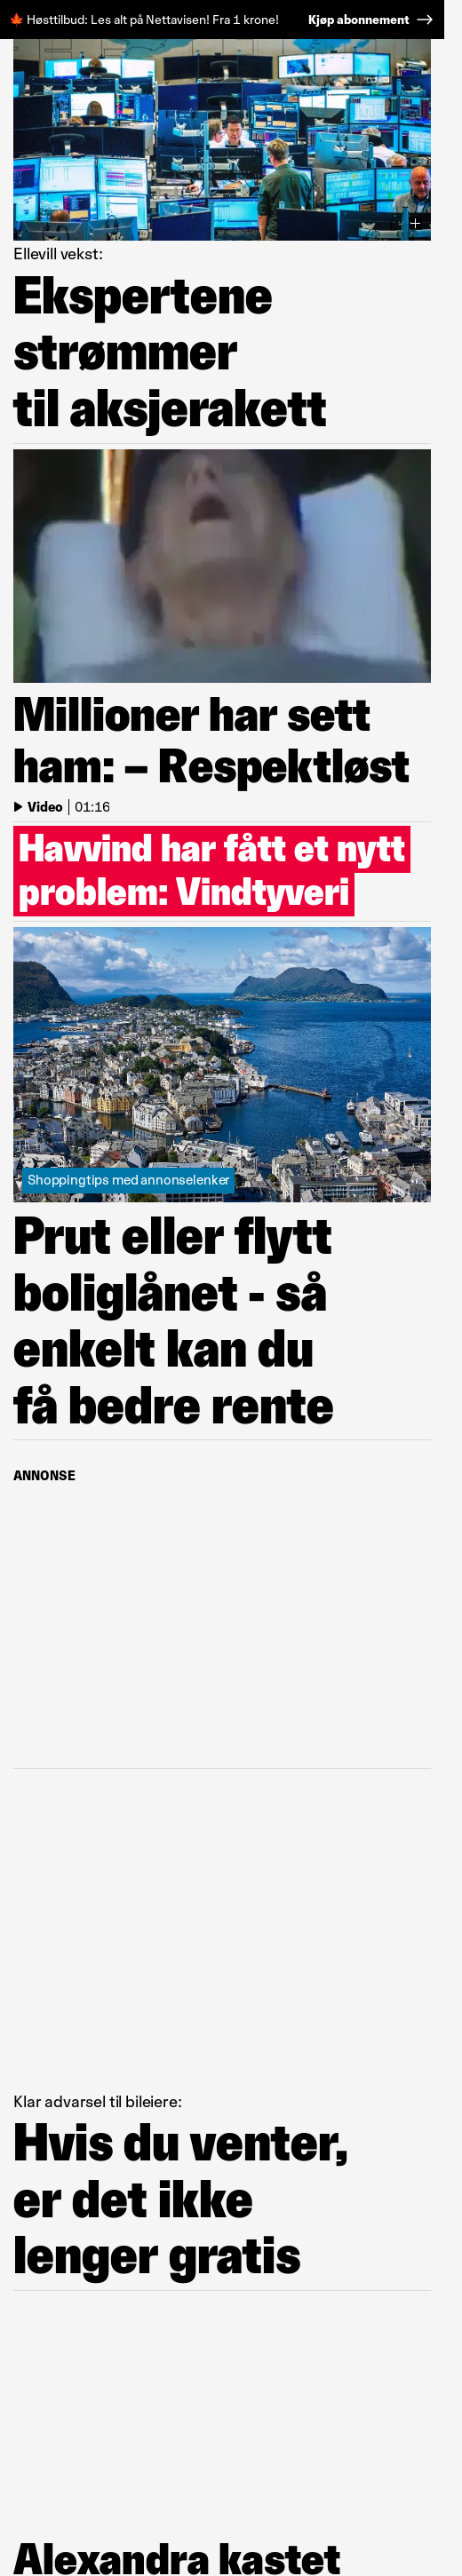 🍁 Høsttilbud: Les alt på Nettavisen! Fra 1 krone! Kjøp abonnement →
Ellevill vekst:
Ekspertene
strømmer
til aksjerakett
Millioner har sett
ham: – Respektløst
Video | 01:16
Havvind har fått et nytt
problem: Vindtyveri
Shoppingtips med annonselenker
Prut eller flytt
boliglånet - så
enkelt kan du
få bedre rente
ANNONSE
Klar advarsel til bileiere:
Hvis du venter,
er det ikke
lenger gratis
Alexandra kastet